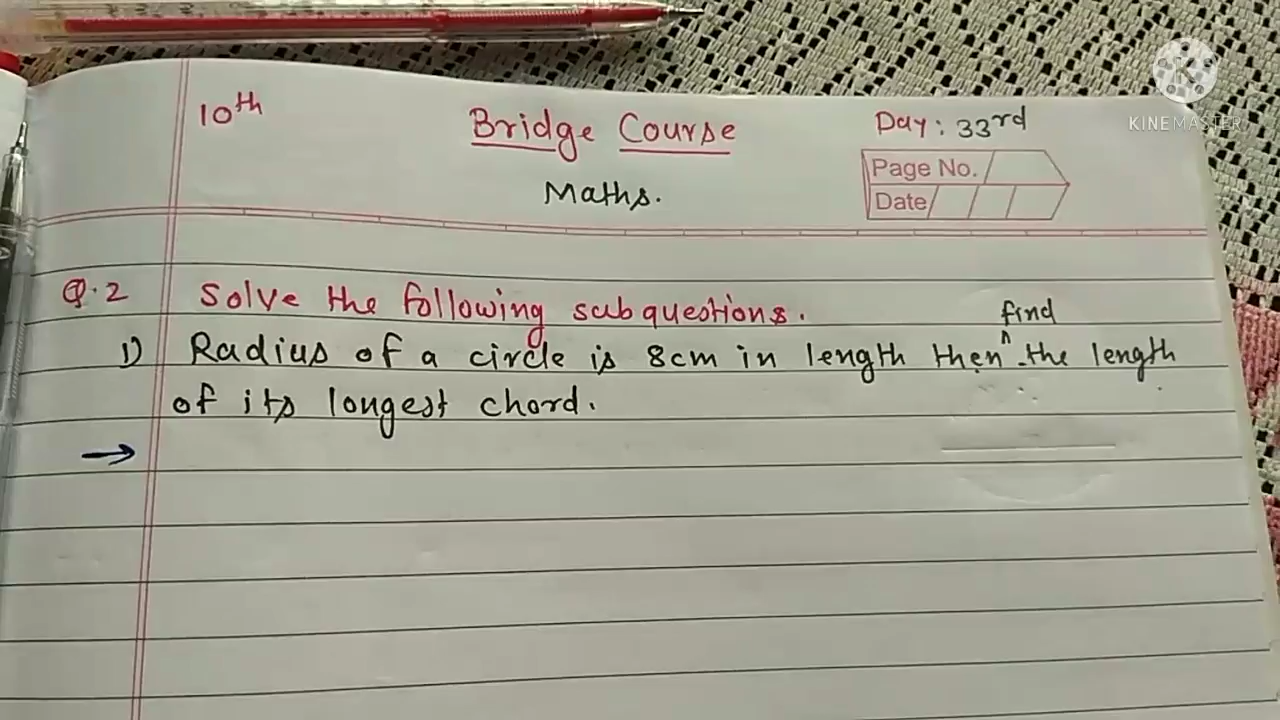 10th
Bridge Course
Day: 33rd
Maths.
Page No.
Date
KINEMASTER
Q.2 Solve the following subquestions.
find
1) Radius of a circle is 8cm in length then ^ the length
of its longest chord.
→